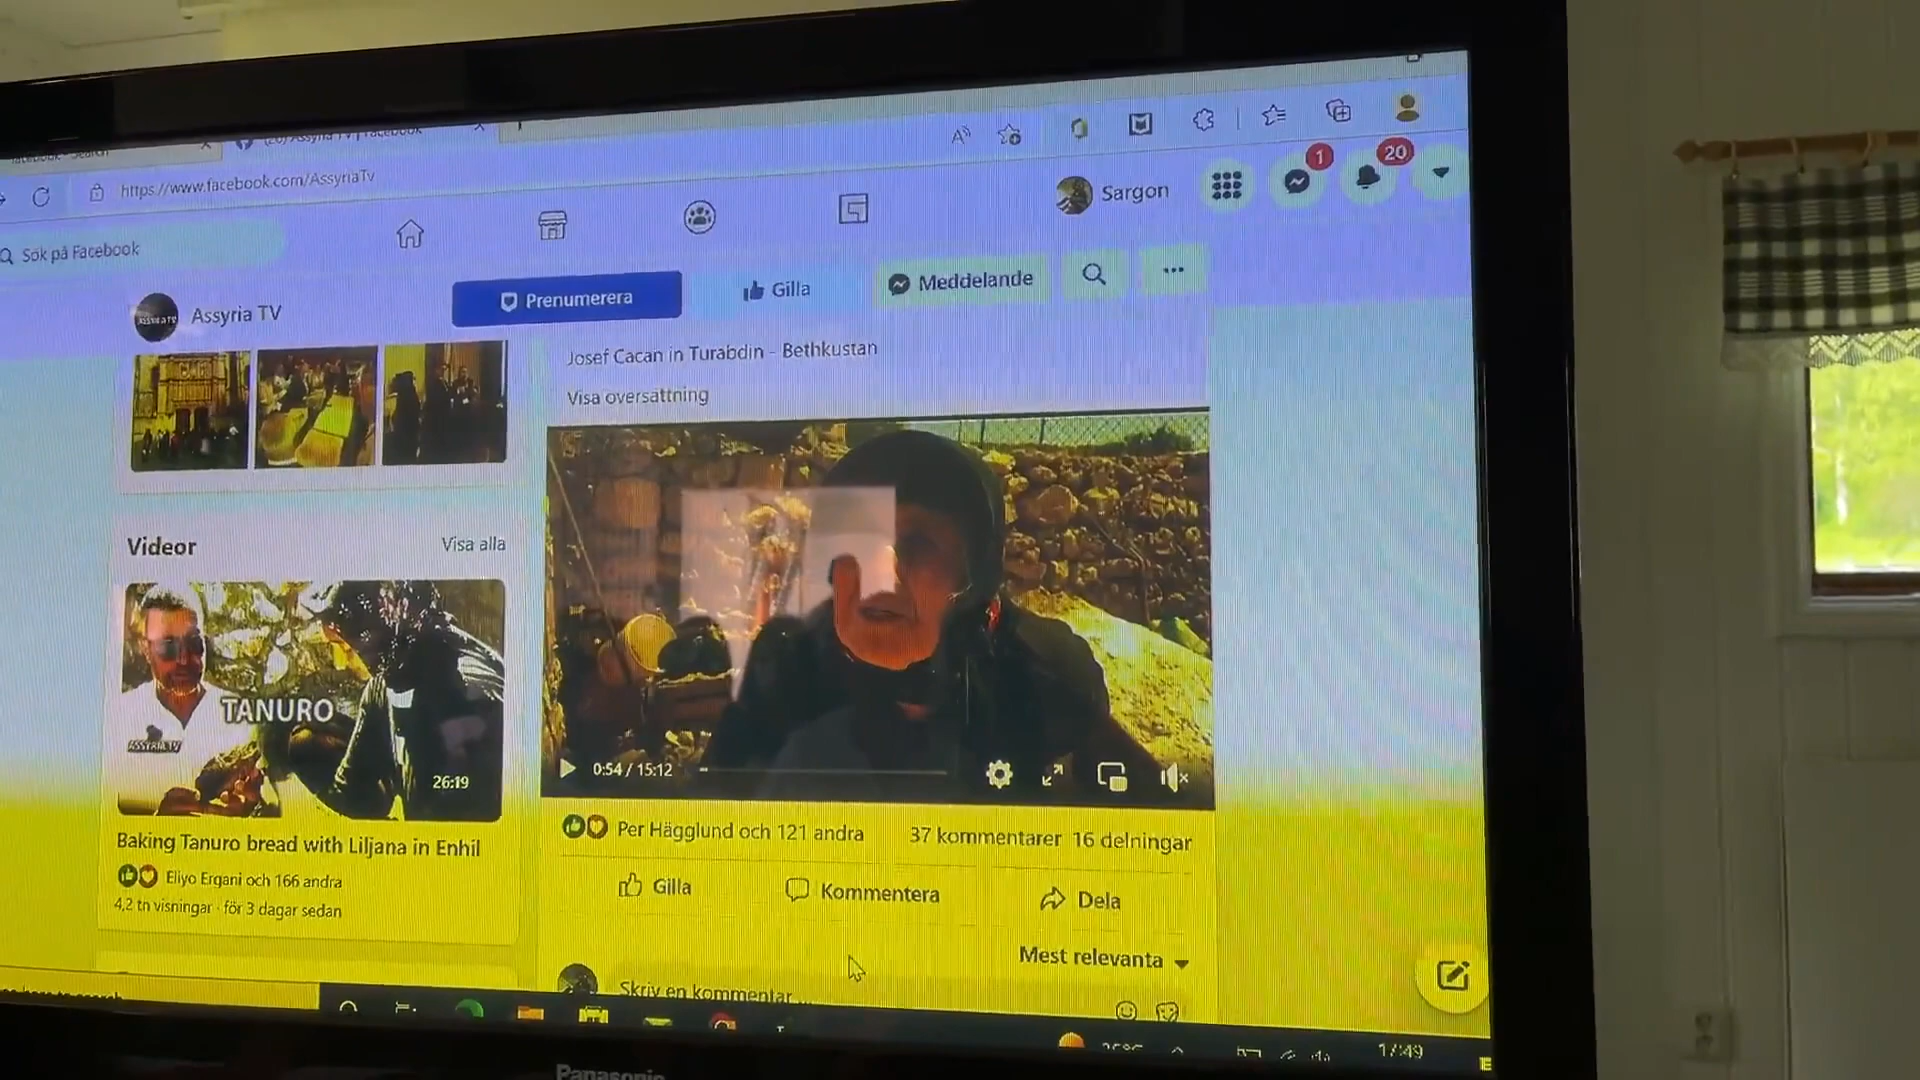 https://www.facebook.com/AssyriaTv
Sargon
1
20
Sök på Facebook
Assyria TV
Prenumerera
Gilla
Meddelande
Josef Cacan in Turabdin - Bethkustan
Visa översättning
Videor
Visa alla
TANURO
ASSYRIA TV
26:19
Baking Tanuro bread with Liljana in Enhil
Eliyo Ergani och 166 andra
4,2 tn visningar · för 3 dagar sedan
0:54 / 15:12
Per Hägglund och 121 andra
37 kommentarer
16 delningar
Gilla
Kommentera
Dela
Mest relevanta
Skriv en kommentar...
17:49
Panasonic